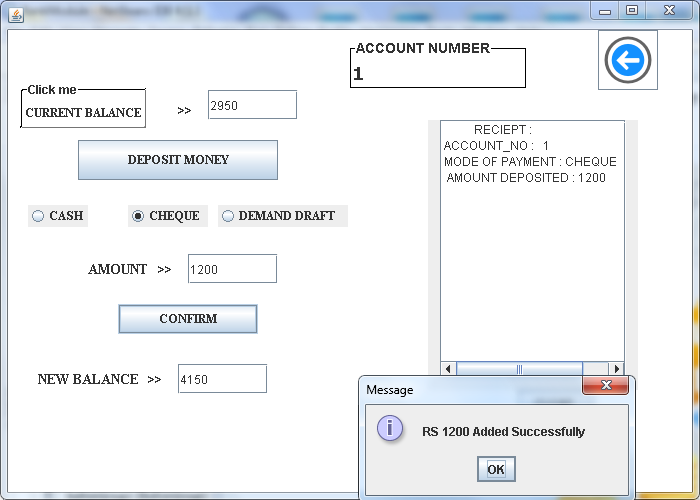 ACCOUNT NUMBER
1
Click me
CURRENT BALANCE >> 2950
DEPOSIT MONEY
CASH CHEQUE DEMAND DRAFT
AMOUNT >> 1200
CONFIRM
NEW BALANCE >> 4150
RECIEPT :
ACCOUNT_NO : 1
MODE OF PAYMENT : CHEQUE
AMOUNT DEPOSITED : 1200
Message
RS 1200 Added Successfully
OK